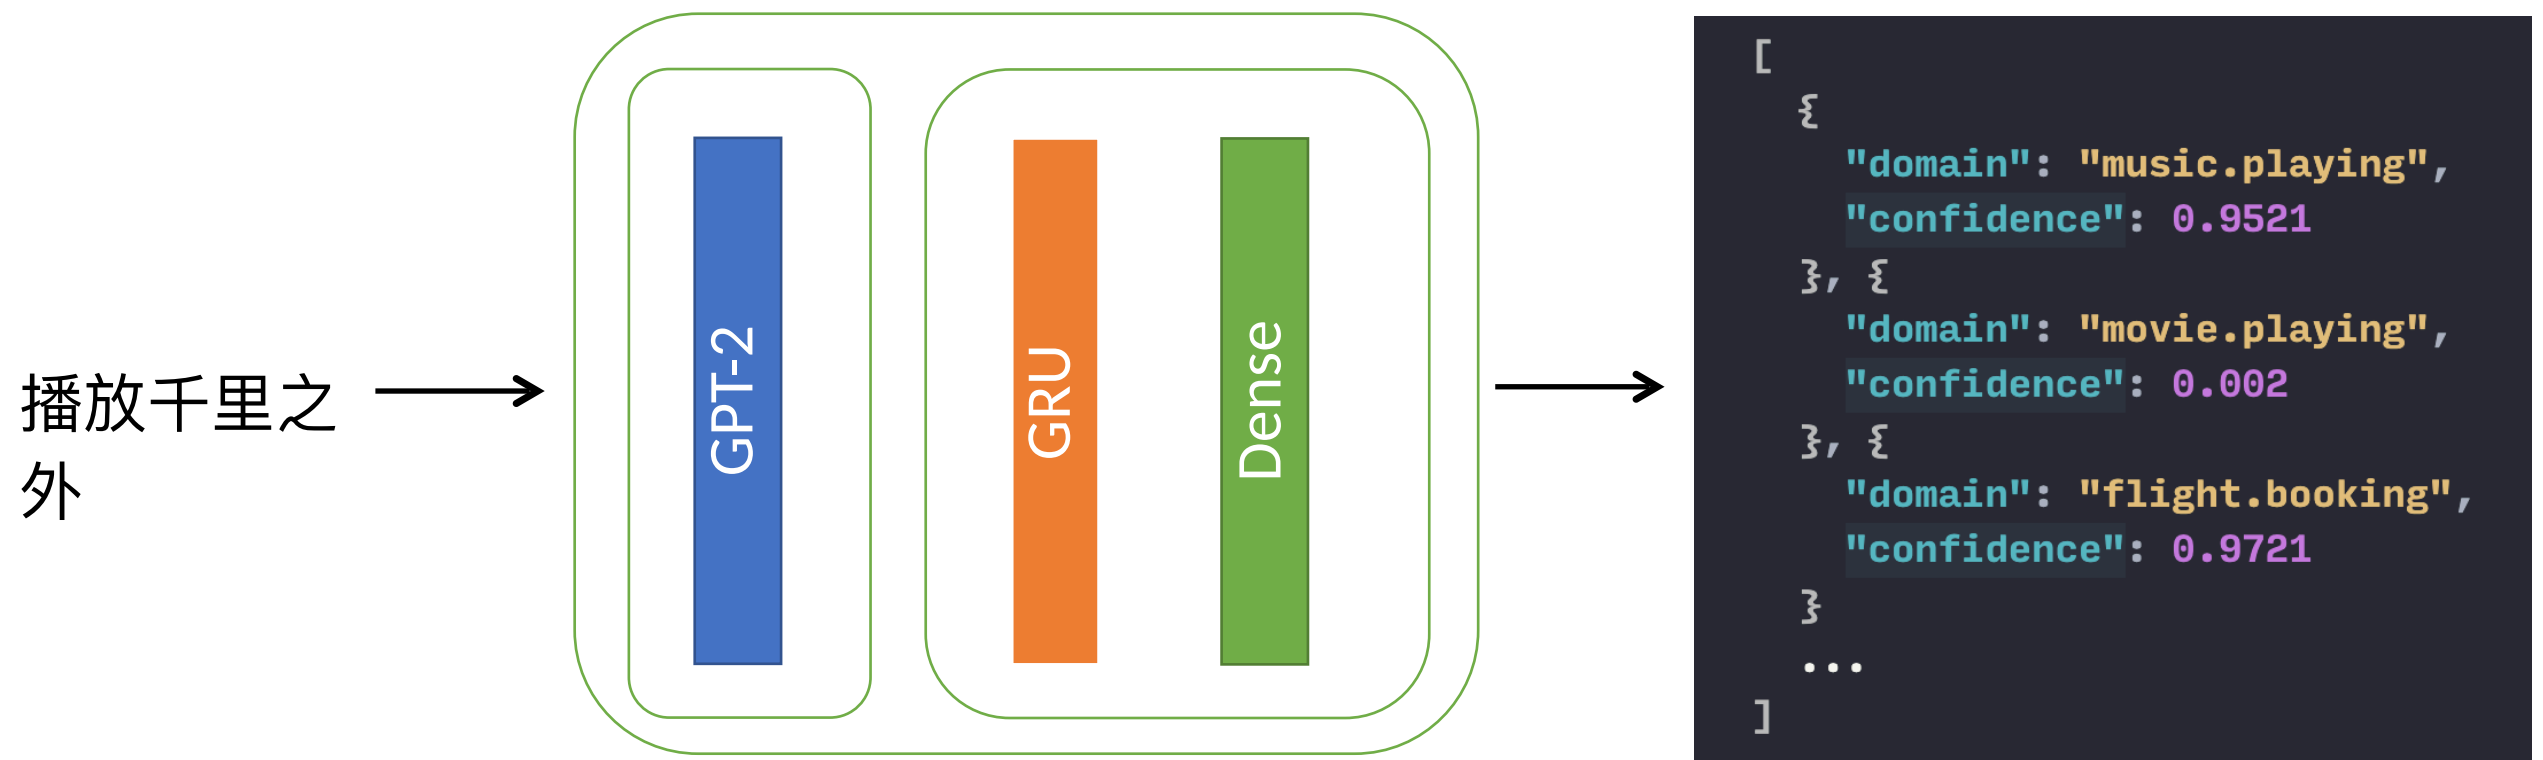 播放千里之
外
GPT-2
GRU
Dense
[
{
"domain": "music.playing",
"confidence": 0.9521
}, {
"domain": "movie.playing",
"confidence": 0.002
}, {
"domain": "flight.booking",
"confidence": 0.9721
}
...
]